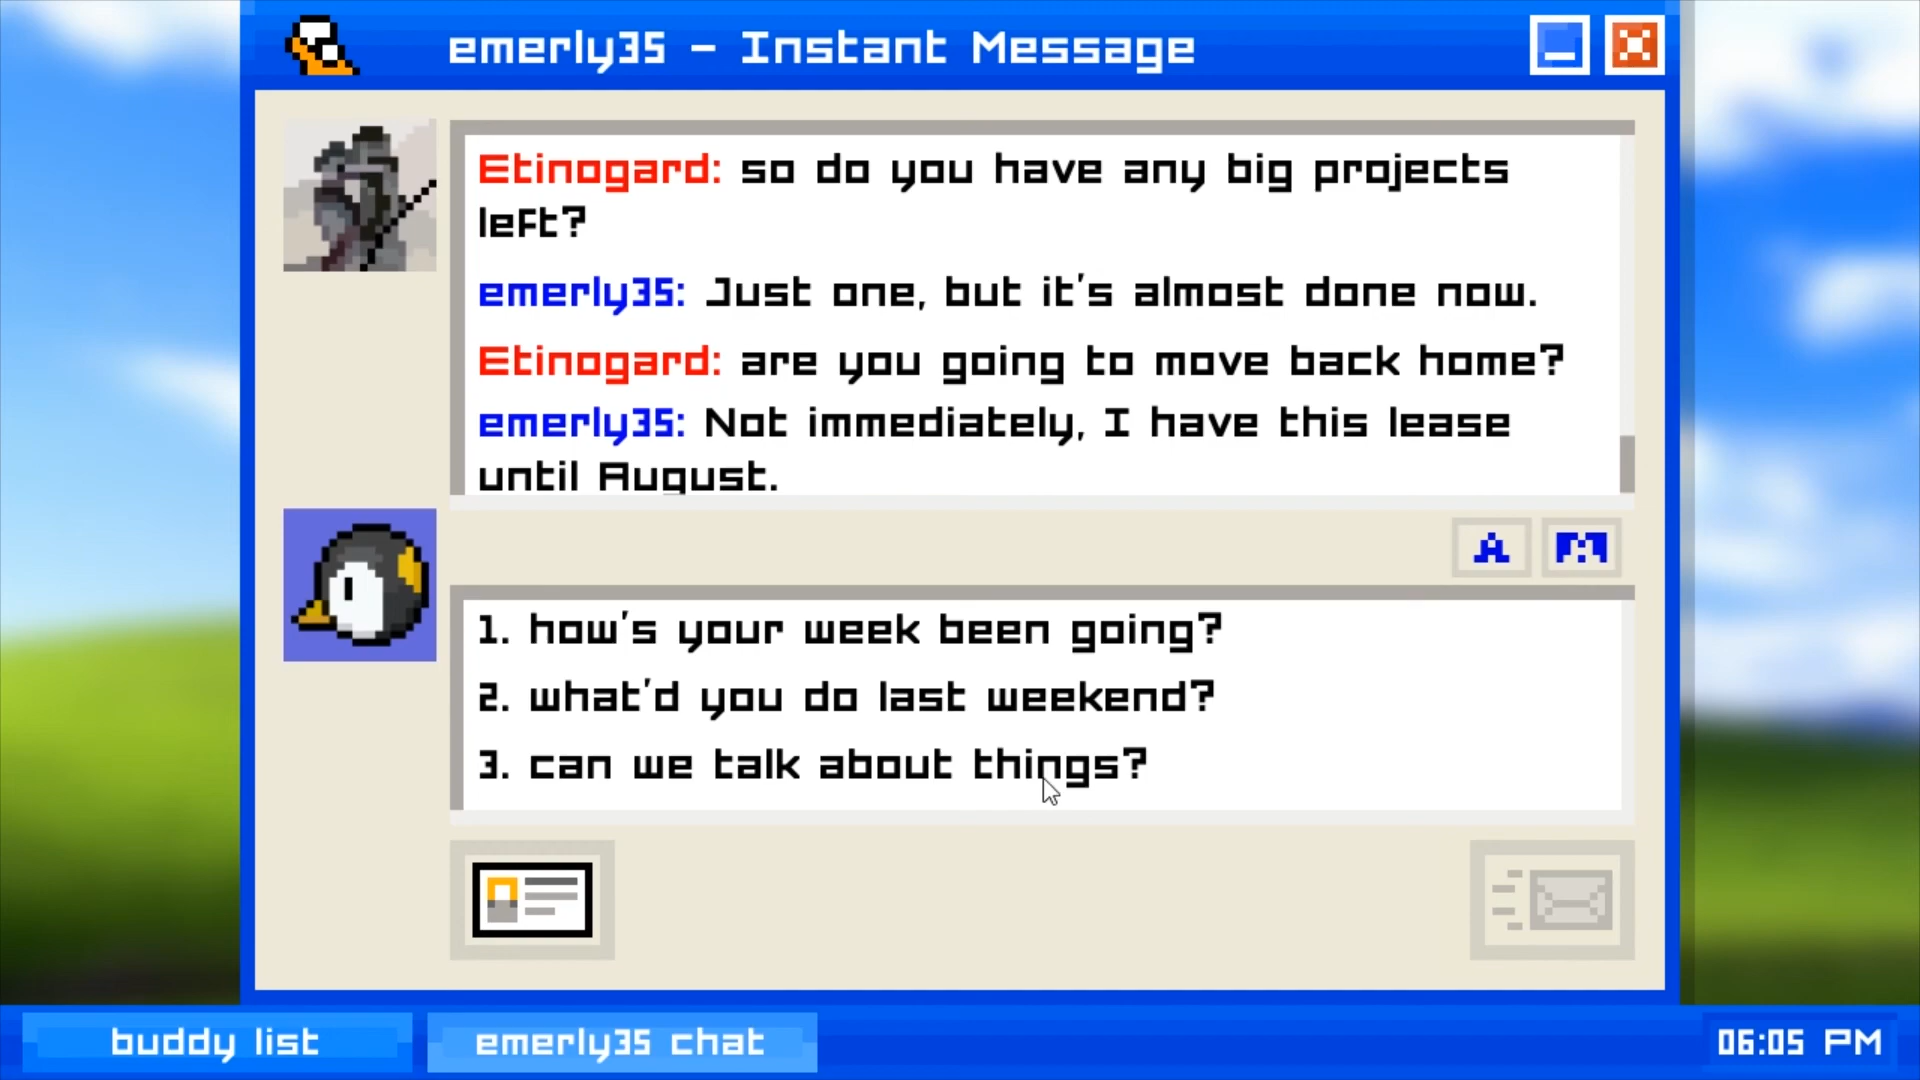 emerly35 - Instant Message
Etinogard: so do you have any big projects
left?
emerly35: Just one, but it's almost done now.
Etinogard: are you going to move back home?
emerly35: Not immediately, I have this lease
until August.
A M
1. how's your week been going?
2. what'd you do last weekend?
3. can we talk about things?
buddy list
emerly35 chat
06:05 PM